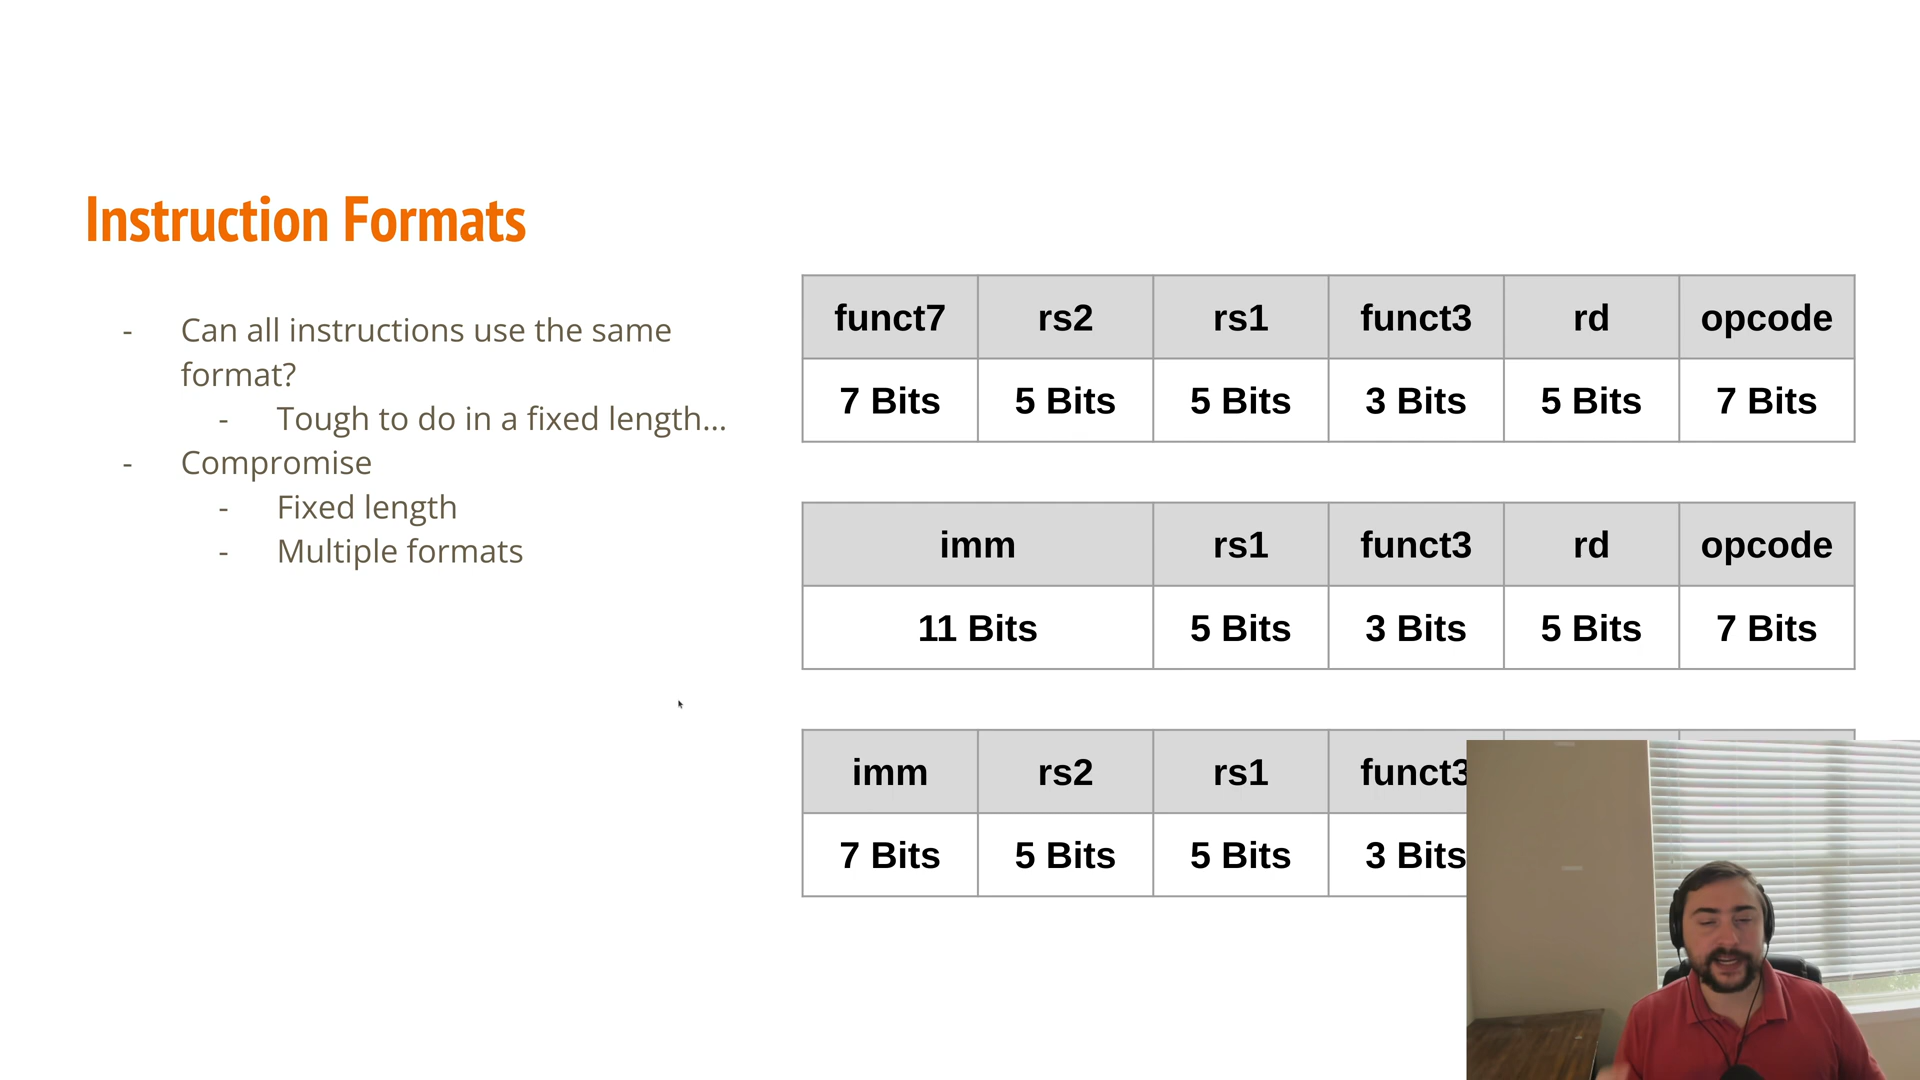 Instruction Formats
- Can all instructions use the same
format?
- Tough to do in a fixed length...
- Compromise
- Fixed length
- Multiple formats
funct7 rs2 rs1 funct3 rd opcode
7 Bits 5 Bits 5 Bits 3 Bits 5 Bits 7 Bits
imm rs1 funct3 rd opcode
11 Bits 5 Bits 3 Bits 5 Bits 7 Bits
imm rs2 rs1 funct3
7 Bits 5 Bits 5 Bits 3 Bits